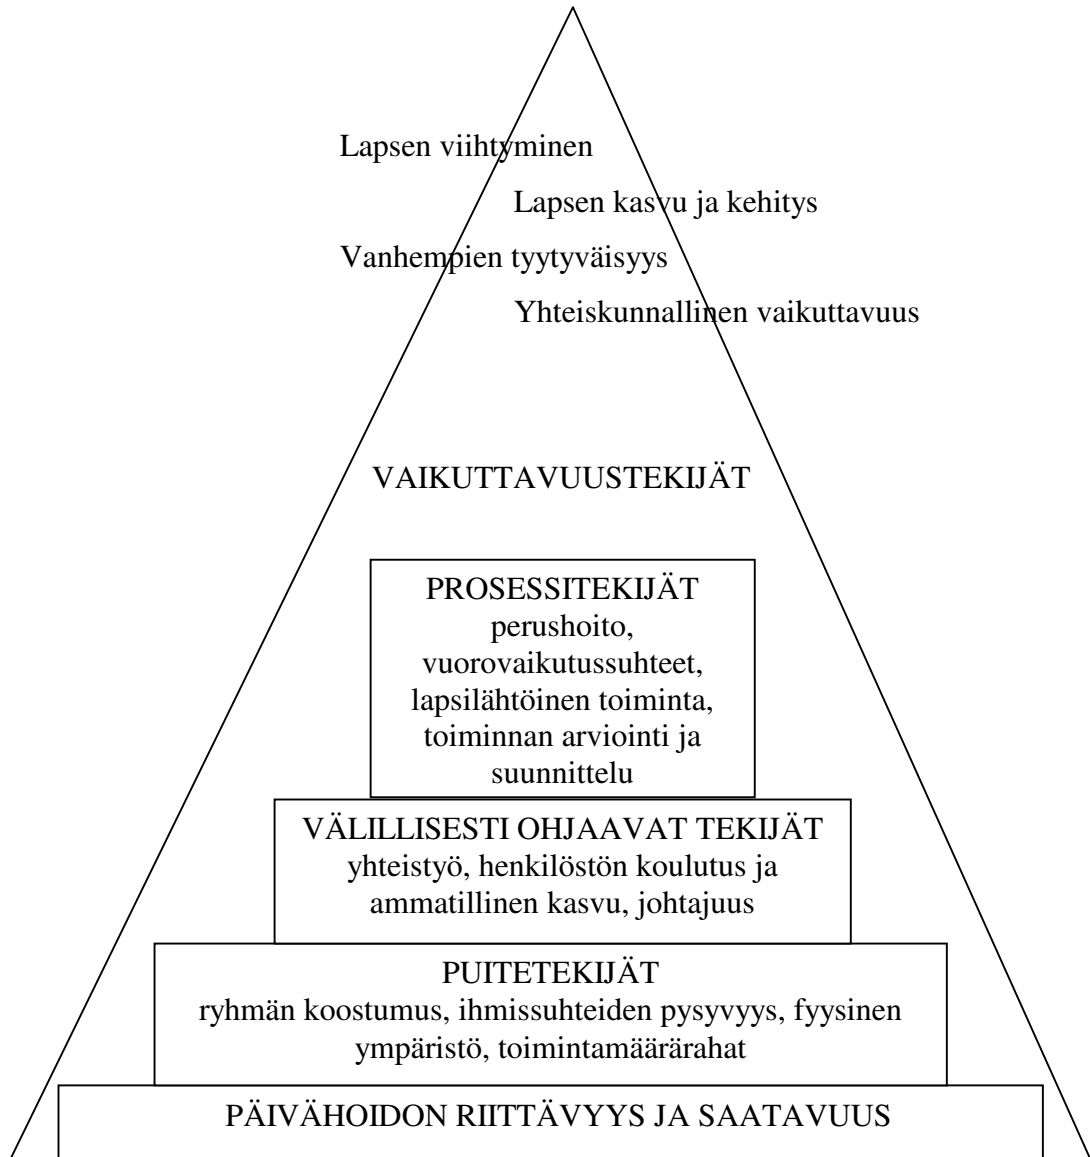 Lapsen viihtyminen
Lapsen kasvu ja kehitys
Vanhempien tyytyväisyys
Yhteiskunnallinen vaikuttavuus
VAIKUTTAVUUSTEKIJÄT
PROSESSITEKIJÄT
perushoito,
vuorovaikutussuhteet,
lapsilähtöinen toiminta,
toiminnan arviointi ja
suunnittelu
VÄLILLISESTI OHJAAVAT TEKIJÄT
yhteistyö, henkilöstön koulutus ja
ammatillinen kasvu, johtajuus
PUITETEKIJÄT
ryhmän koostumus, ihmissuhteiden pysyvyys, fyysinen
ympäristö, toimintamäärärahat
PÄIVÄHOIDON RIITTÄVYYS JA SAATAVUUS